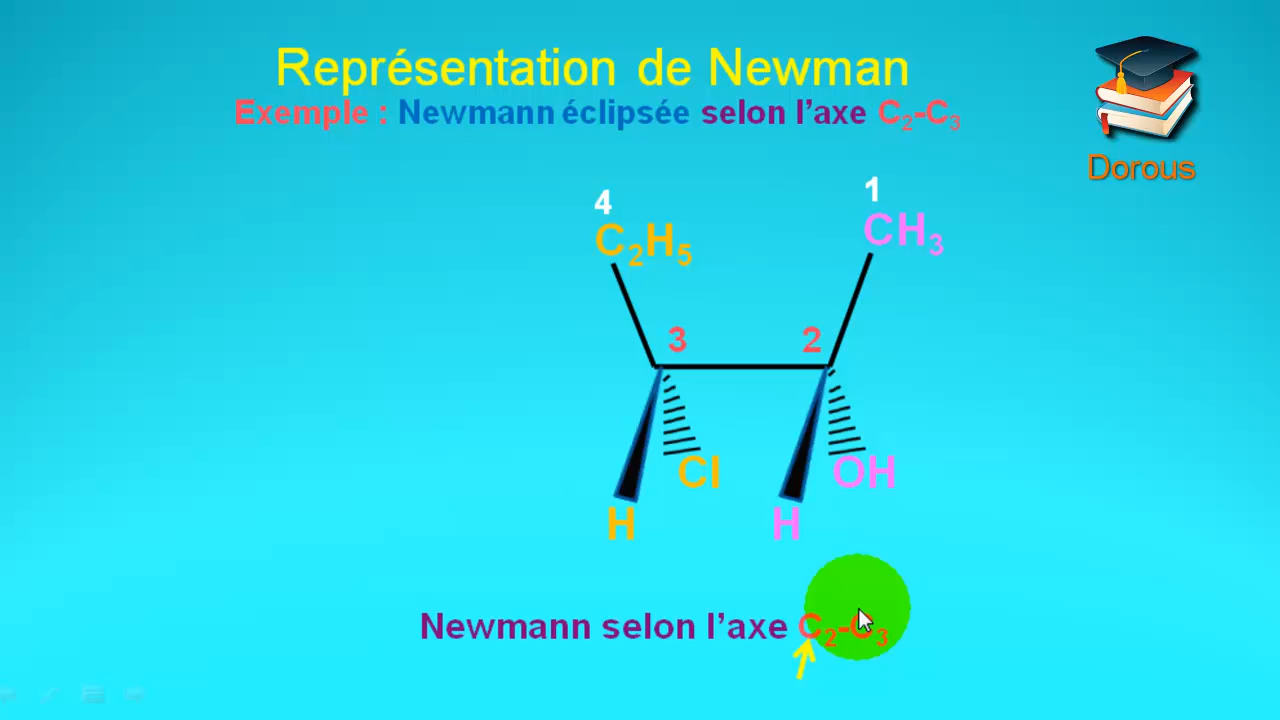 Représentation de Newman
Exemple : Newmann éclipsée selon l'axe C₂-C₃
Dorous
4
1
C₂H₅
CH₃
3
2
Cl
OH
H
H
Newmann selon l'axe C₂-C₃